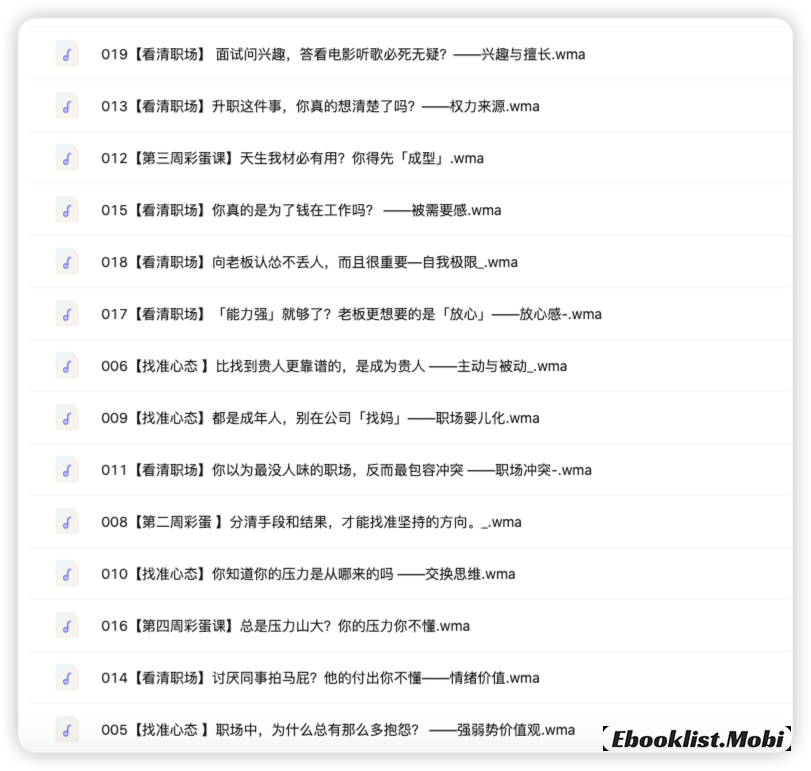 019【看清职场】 面试问兴趣，答看电影听歌必死无疑？——兴趣与擅长.wma
013【看清职场】升职这件事，你真的想清楚了吗？——权力来源.wma
012【第三周彩蛋课】天生我材必有用？你得先「成型」.wma
015【看清职场】你真的是为了钱在工作吗？ ——被需要感.wma
018【看清职场】向老板认怂不丢人，而且很重要—自我极限_.wma
017【看清职场】「能力强」就够了？老板更想要的是「放心」——放心感-.wma
006【找准心态 】比找到贵人更靠谱的，是成为贵人 ——主动与被动_.wma
009【找准心态】都是成年人，别在公司「找妈」——职场婴儿化.wma
011【看清职场】你以为最没人味的职场，反而最包容冲突 ——职场冲突-.wma
008【第二周彩蛋 】分清手段和结果，才能找准坚持的方向。_.wma
010【找准心态】你知道你的压力是从哪来的吗 ——交换思维.wma
016【第四周彩蛋课】总是压力山大？你的压力你不懂.wma
014【看清职场】讨厌同事拍马屁？他的付出你不懂——情绪价值.wma
005【找准心态 】职场中，为什么总有那么多抱怨？ ——强弱势价值观.wma
【Ebooklist.Mobi】